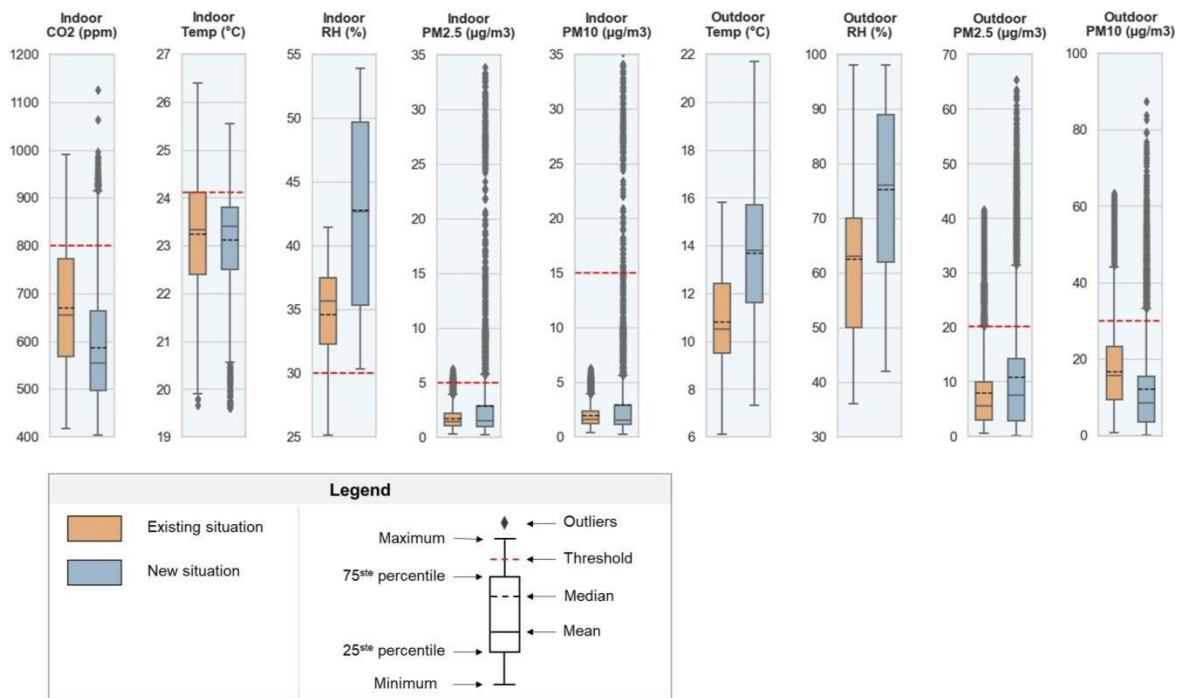 Indoor
CO2 (ppm)
1200
1100
1000
900
800
700
600
500
400
Indoor
Temp (°C)
27
26
25
24
23
22
21
20
19
Indoor
RH (%)
55
50
45
40
35
30
25
Indoor
PM2.5 (µg/m3)
35
30
25
20
15
10
5
0
Indoor
PM10 (µg/m3)
35
30
25
20
15
10
5
0
Outdoor
Temp (°C)
22
20
18
16
14
12
10
8
6
Outdoor
RH (%)
100
90
80
70
60
50
40
30
Outdoor
PM2.5 (µg/m3)
70
60
50
40
30
20
10
0
Outdoor
PM10 (µg/m3)
100
80
60
40
20
0
Legend
Existing situation
New situation
Outliers
Maximum
Threshold
75ste percentile
Median
Mean
25ste percentile
Minimum